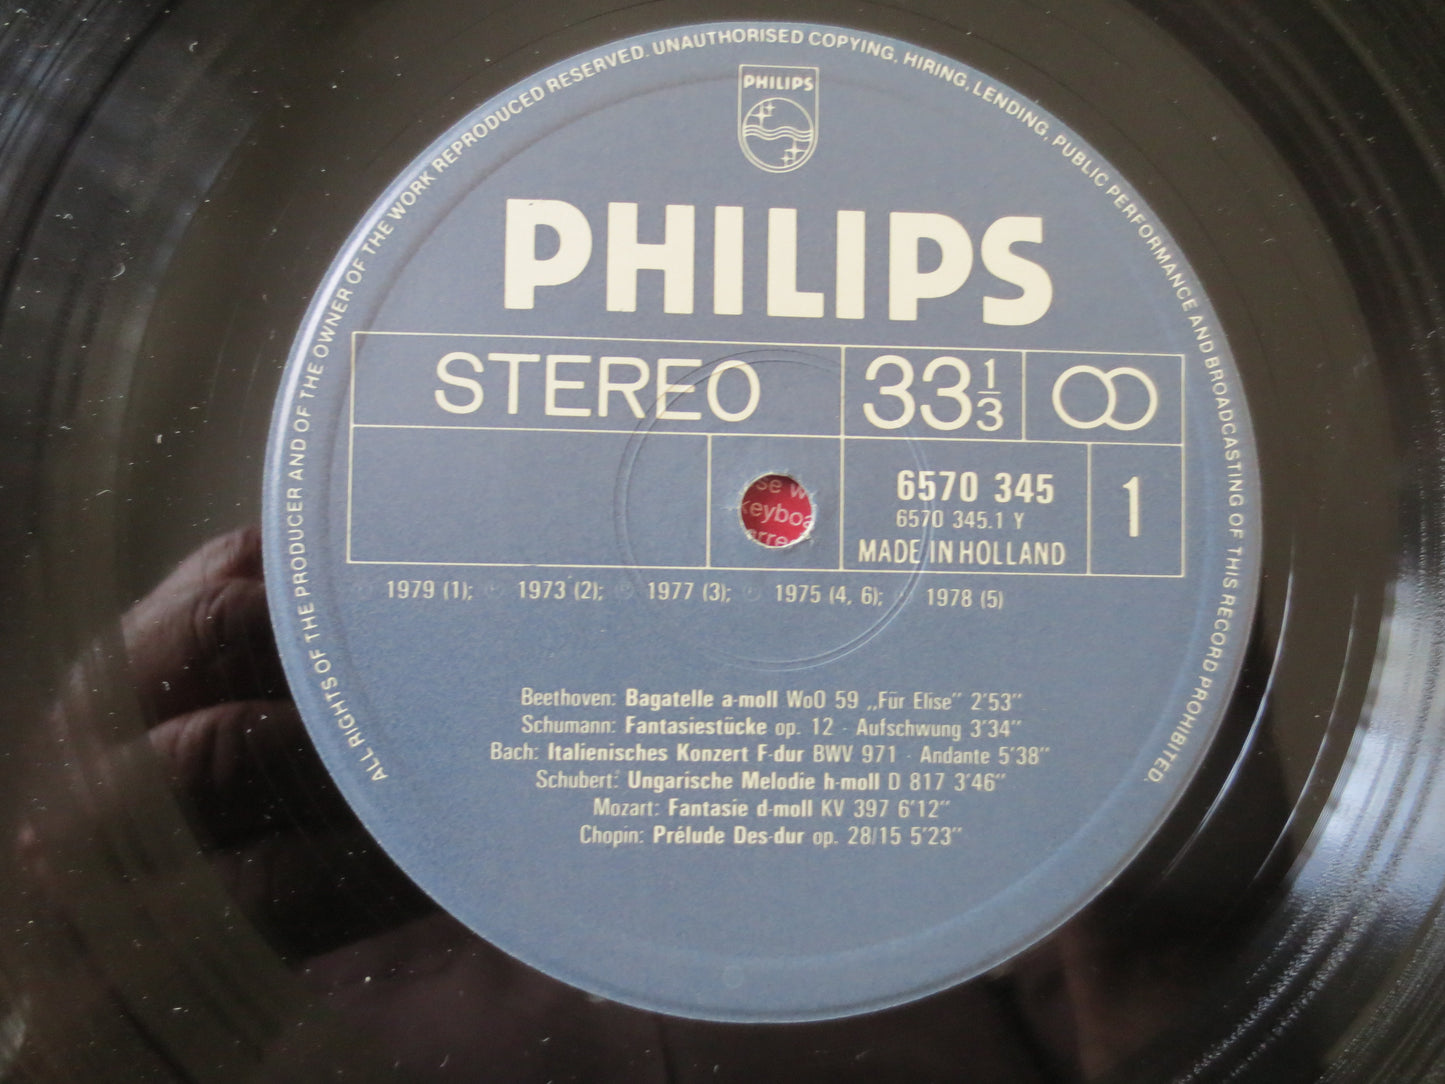 ALL RIGHTS OF THE PRODUCER AND OF THE OWNER OF THE WORK REPRODUCED RESERVED. UNAUTHORISED COPYING, HIRING, LENDING, PUBLIC PERFORMANCE AND BROADCASTING OF THIS RECORD PROHIBITED.
PHILIPS
PHILIPS
STEREO
33 1/3
6570 345
6570 345.1 Y
MADE IN HOLLAND
1
se w
keyboa
erre
℗ 1979 (1); ℗ 1973 (2); ℗ 1977 (3); ℗ 1975 (4, 6); ℗ 1978 (5)
Beethoven: Bagatelle a-moll WoO 59 „Für Elise" 2'53"
Schumann: Fantasiestücke op. 12 · Aufschwung 3'34"
Bach: Italienisches Konzert F-dur BWV 971 · Andante 5'38"
Schubert: Ungarische Melodie h-moll D 817 3'46"
Mozart: Fantasie d-moll KV 397 6'12"
Chopin: Prélude Des-dur op. 28/15 5'23"